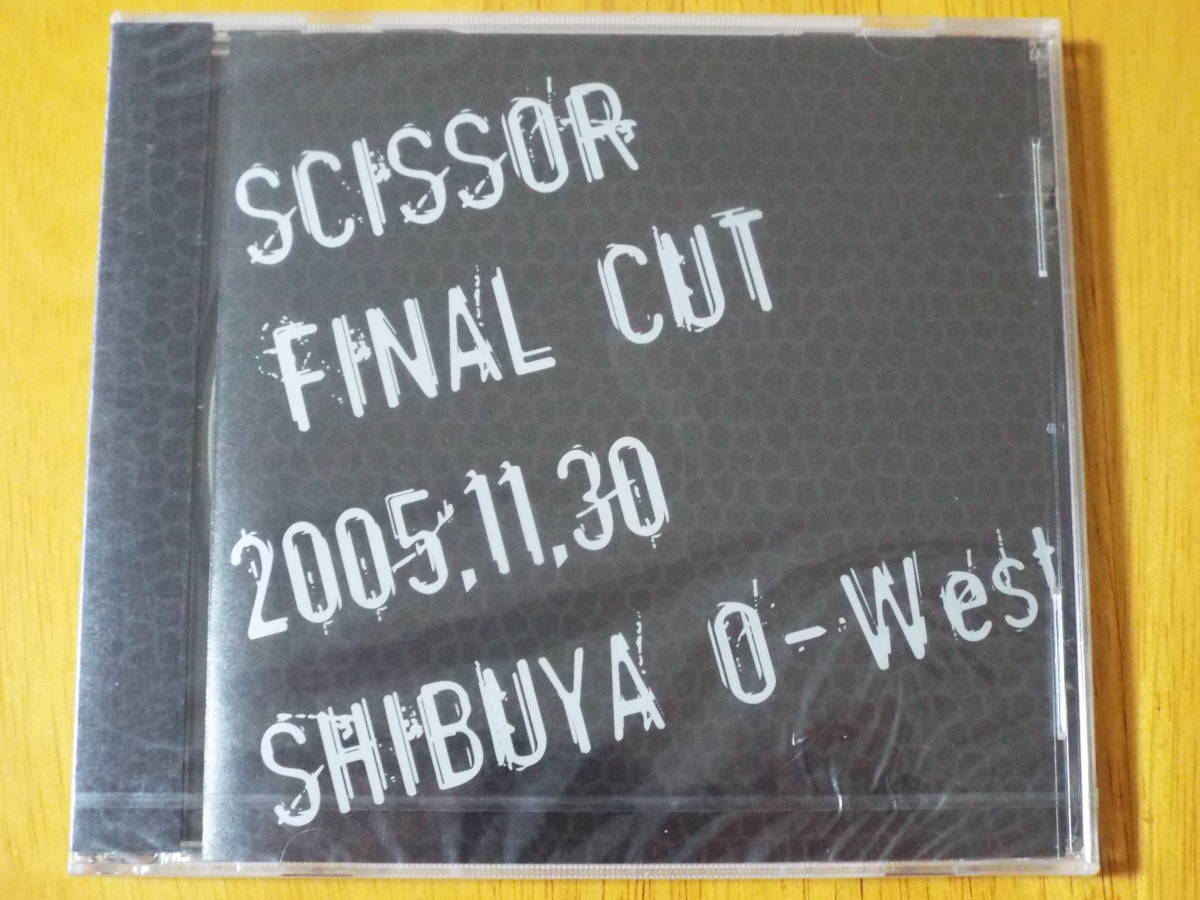 SCISSOR
FINAL CUT
2005.11.30
SHIBUYA O-West